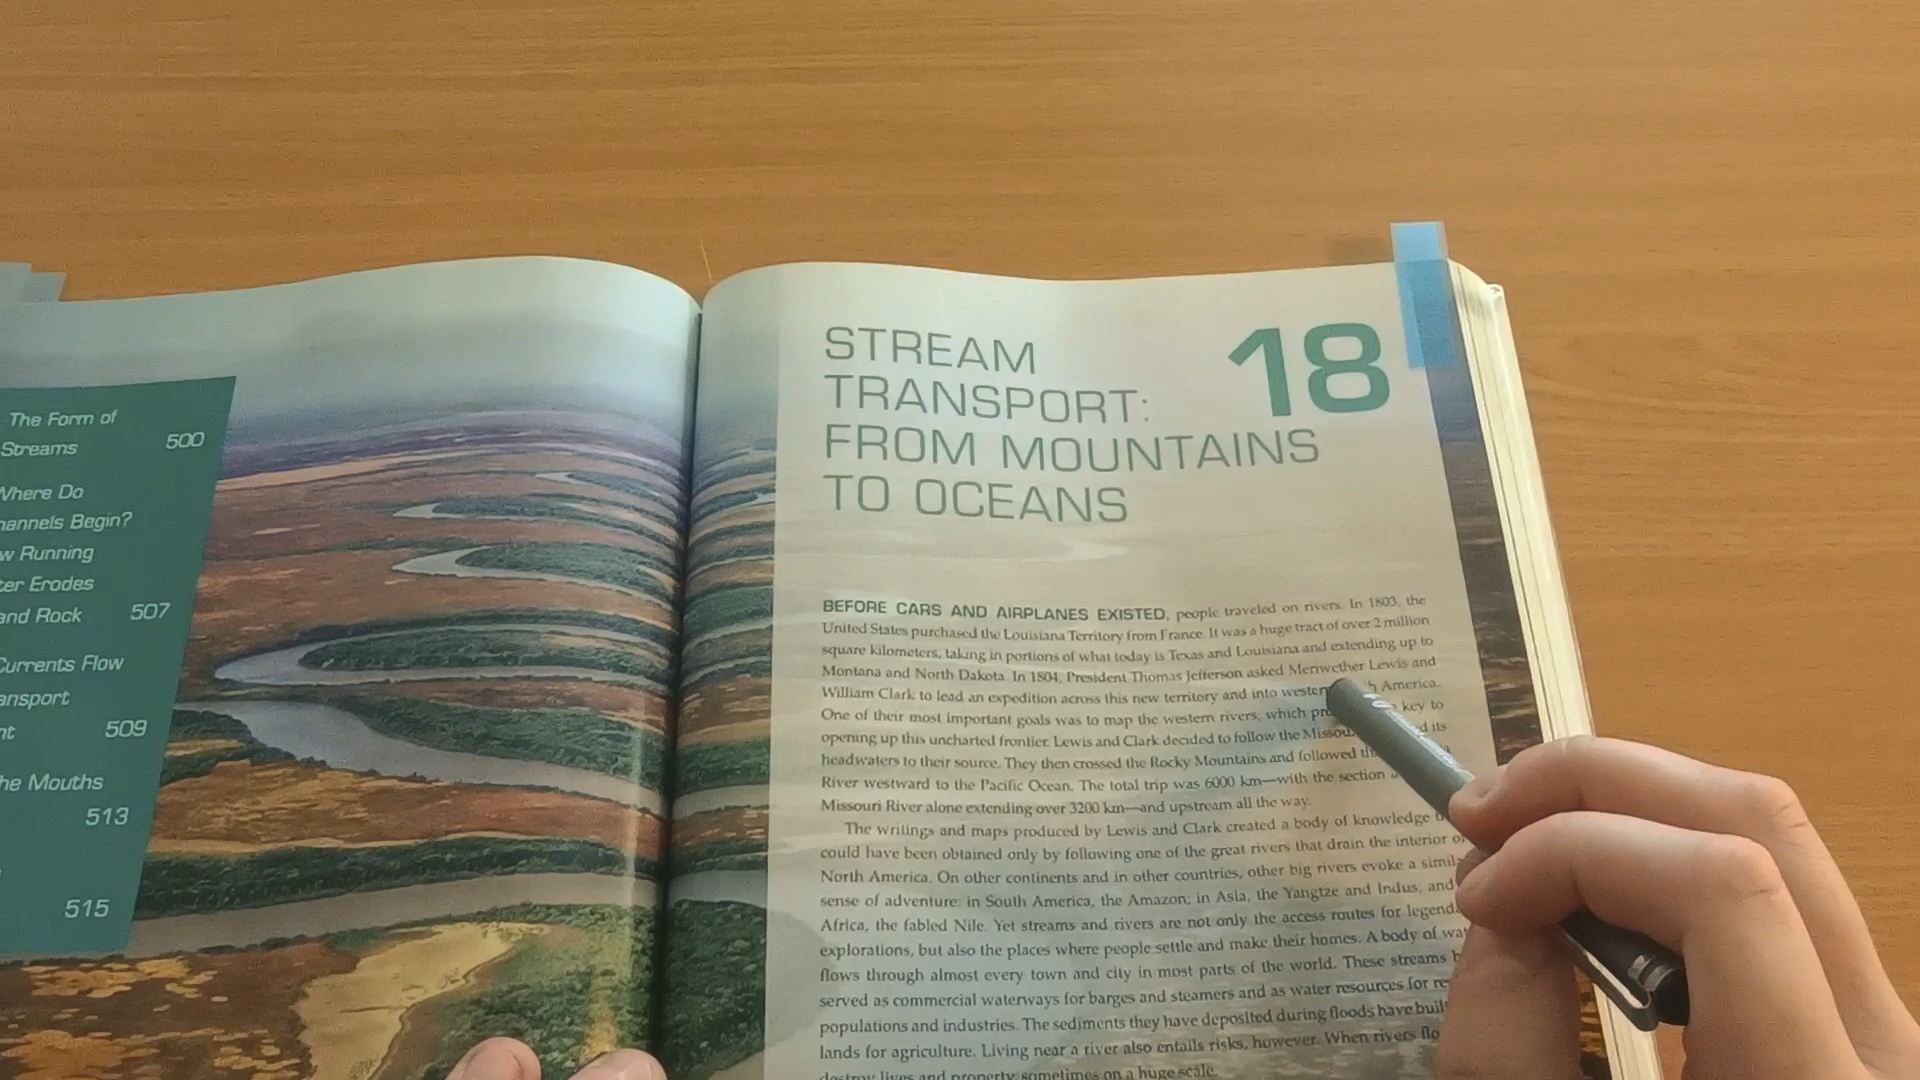 The Form of
Streams 500
Where Do
Channels Begin?
Running
Erodes
and Rock 507
Currents Flow
509
Mouths
513
515
STREAM
TRANSPORT:
FROM MOUNTAINS
TO OCEANS
18
BEFORE CARS AND AIRPLANES EXISTED, people traveled on rivers. In 1803, the
United States purchased the Louisiana Territory from France. It was a huge tract of over 2 million
square kilometers, taking in portions of what today is Texas and Louisiana and extending up to
Montana and North Dakota. In 1804, President Thomas Jefferson asked Meriwether Lewis and
William Clark to lead an expedition across this new territory and into western America.
One of their most important goals was to map the western rivers, which key to
opening up this uncharted frontier. Lewis and Clark decided to follow the its
headwaters to their source. They then crossed the Rocky Mountains and followed
River westward to the Pacific Ocean. The total trip was 6000 km—with the section
Missouri River alone extending over 3200 km—and upstream all the way.
The writings and maps produced by Lewis and Clark created a body of knowledge
could have been obtained only by following one of the great rivers that drain the interior
North America. On other continents and in other countries, other big rivers evoke a
sense of adventure: in South America, the Amazon; in Asia, the Yangtze and Indus; and
Africa, the fabled Nile. Yet streams and rivers are not only the access routes for
explorations, but also the places where people settle and make their homes. A body of
flows through almost every town and city in most parts of the world. These streams
served as commercial waterways for barges and steamers and as water resources for
populations and industries. The sediments they have deposited during floods have
lands for agriculture. Living near a river also entails risks, however. When rivers
destroy lives and property, sometimes on a huge scale.